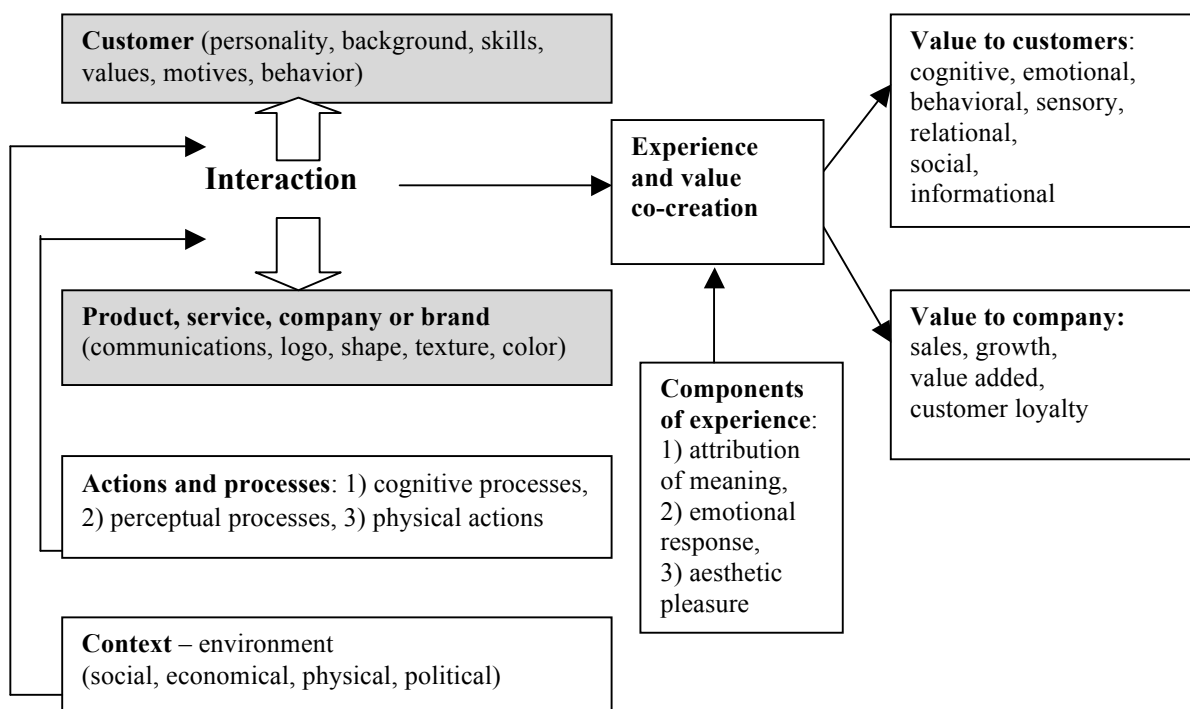 Customer (personality, background, skills,
values, motives, behavior)
Interaction
Product, service, company or brand
(communications, logo, shape, texture, color)
Actions and processes: 1) cognitive processes,
2) perceptual processes, 3) physical actions
Context – environment
(social, economical, physical, political)
Experience
and value
co-creation
Components
of experience:
1) attribution
of meaning,
2) emotional
response,
3) aesthetic
pleasure
Value to customers:
cognitive, emotional,
behavioral, sensory,
relational,
social,
informational
Value to company:
sales, growth,
value added,
customer loyalty